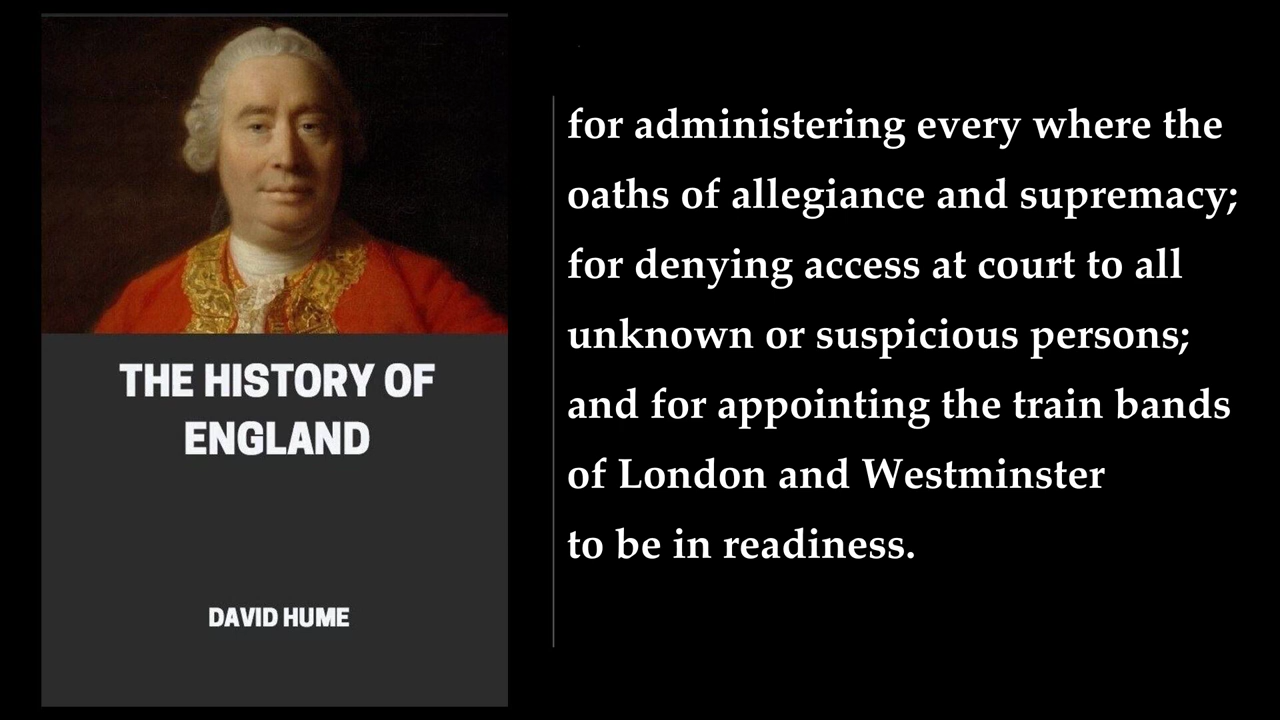 THE HISTORY OF
ENGLAND
DAVID HUME
for administering every where the
oaths of allegiance and supremacy;
for denying access at court to all
unknown or suspicious persons;
and for appointing the train bands
of London and Westminster
to be in readiness.